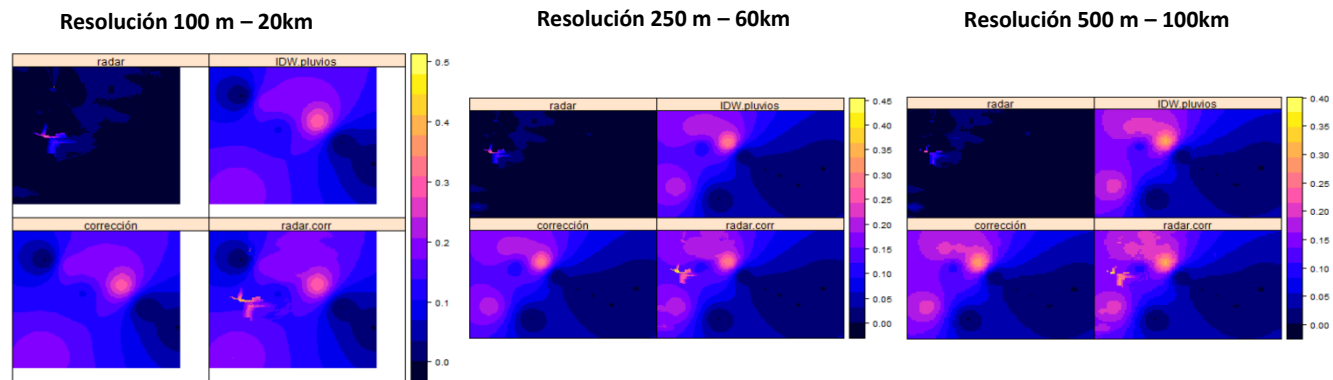 Resolución 100 m – 20km
radar
IDW.pluvios
corrección
radar.corr
0.5
0.4
0.3
0.2
0.1
0.0
Resolución 250 m – 60km
radar
IDW.pluvios
corrección
radar.corr
0.45
0.40
0.35
0.30
0.25
0.20
0.15
0.10
0.05
0.00
Resolución 500 m – 100km
radar
IDW.pluvios
corrección
radar.corr
0.40
0.35
0.30
0.25
0.20
0.15
0.10
0.05
0.00